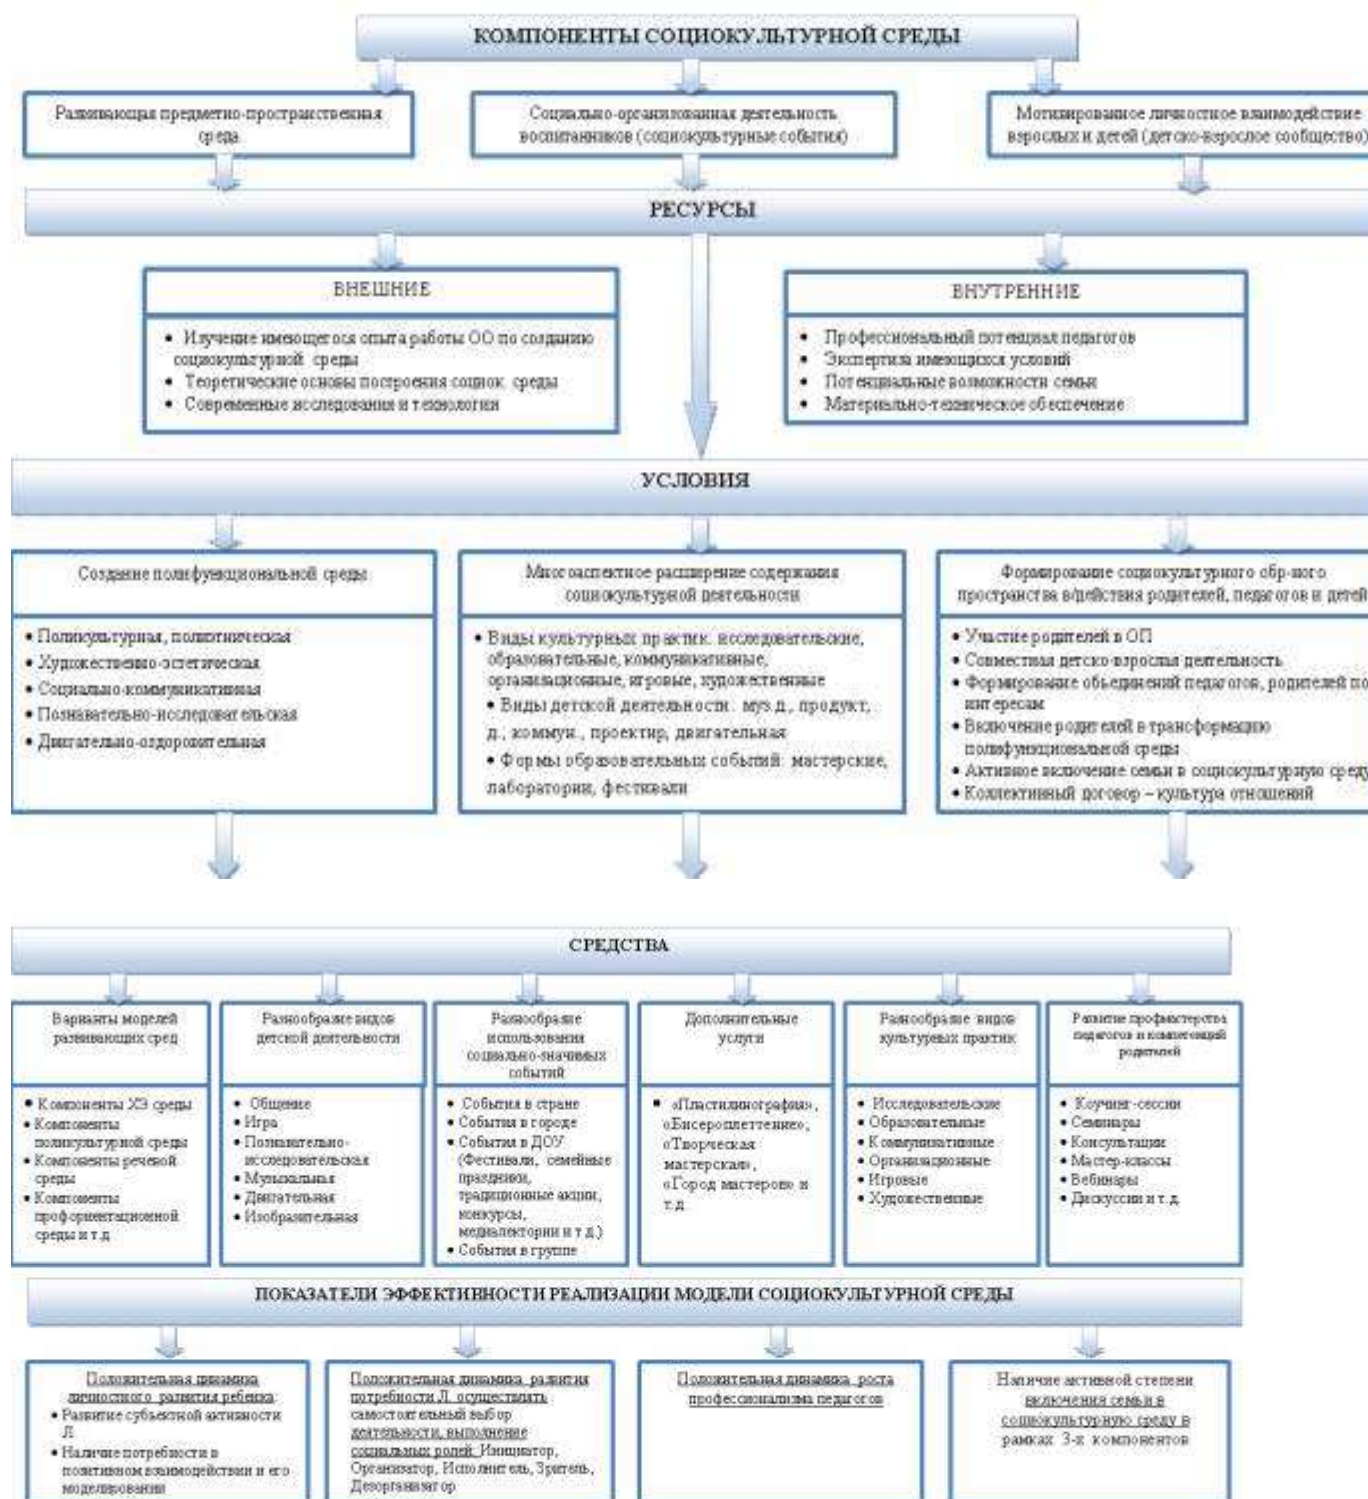 КОМПОНЕНТЫ СОЦИОКУЛЬТУРНОЙ СРЕДЫ
Развивающая предметно-пространственная
среда
Социально-организованная деятельность
воспитанников (социокультурные события)
Мотивированное личностное взаимодействие
взрослых и детей (детско-взрослое сообщество)
РЕСУРСЫ
ВНЕШНИЕ
• Изучение имеющегося опыта работы ОО по созданию
социокультурной среды
• Теоретические основы построения социок. среды
• Современные исследования и технологии
ВНУТРЕННИЕ
• Профессиональный потенциал педагогов
• Экспертиза имеющихся условий
• Потенциальные возможности семьи
• Материально-техническое обеспечение
УСЛОВИЯ
Создание полифункциональной среды
• Поликультурная, полиэтническая
• Художественно-эстетическая
• Социально-коммуникативная
• Познавательно-исследовательская
• Двигательно-оздоровительная
Многоаспектное расширение содержания
социокультурной деятельности
• Виды культурных практик: исследовательские,
образовательные, коммуникативные,
организационные, игровые, художественные
• Виды детской деятельности: муз.д., продукт,
д., коммун., проектир, двигательная
• Формы образовательных событий: мастерские,
лаборатории, фестивали
Формирование социокультурного обр-ного
пространства в/действия родителей, педагогов и детей
• Участие родителей в ОП
• Совместная детско-взрослая деятельность
• Формирование объединений педагогов, родителей по
интересам
• Включение родителей в трансформацию
полифункциональной среды
• Активное включение семьи в социокультурную среду
• Коллективный договор – культура отношений
СРЕДСТВА
Варианты моделей
развивающих сред
• Компоненты ХЭ среды
• Компоненты
поликультурной среды
• Компоненты речевой
среды
• Компоненты
профориентационной
среды и т.д
Разнообразие видов
детской деятельности
• Общение
• Игра
• Познавательно-
исследовательская
• Музыкальная
• Двигательная
• Изобразительная
Разнообразие
использования
социально-значимых
событий
• События в стране
• События в городе
• События в ДОУ
(Фестивали, семейные
праздники,
традиционные акции,
конкурсы,
медиалектории и т.д.)
• События в группе
Дополнительные
услуги
▪ «Пластилинография»,
«Бисероплеттение»,
«Творческая
мастерская»,
«Город мастеров» и
т.д.
Разнообразие видов
культурных практик
• Исследовательские
• Образовательные
• Коммуникативные
• Организационные
• Игровые
• Художественные
Развитие профмастерства
педагогов и компетенций
родителей
• Коучинг-сессии
• Семинары
• Консультации
• Мастер-классы
• Вебинары
• Дискуссии и т.д.
ПОКАЗАТЕЛИ ЭФФЕКТИВНОСТИ РЕАЛИЗАЦИИ МОДЕЛИ СОЦИОКУЛЬТУРНОЙ СРЕДЫ
Положительная динамика
личностного развития ребенка:
• Развитие субъектной активности
Л
• Наличие потребности в
позитивном взаимодействии и его
моделировании
Положительная динамика развития
потребности Л. осуществлять
самостоятельный выбор
деятельности, выполнение
социальных ролей: Инициатор,
Организатор, Исполнитель, Зритель,
Дезорганизатор
Положительная динамика роста
профессионализма педагогов
Наличие активной степени
включения семьи в
социокультурную среду в
рамках 3-х компонентов